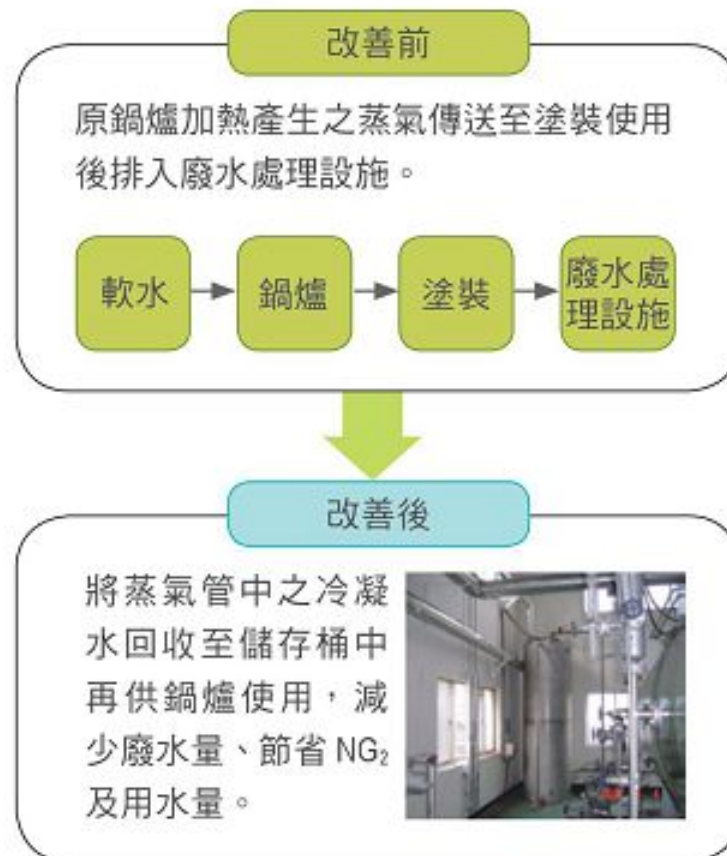 改善前
原鍋爐加熱產生之蒸氣傳送至塗裝使用
後排入廢水處理設施。
軟水
鍋爐
塗裝
廢水處
理設施
改善後
將蒸氣管中之冷凝
水回收至儲存桶中
再供鍋爐使用，減
少廢水量、節省 NG₂
及用水量。